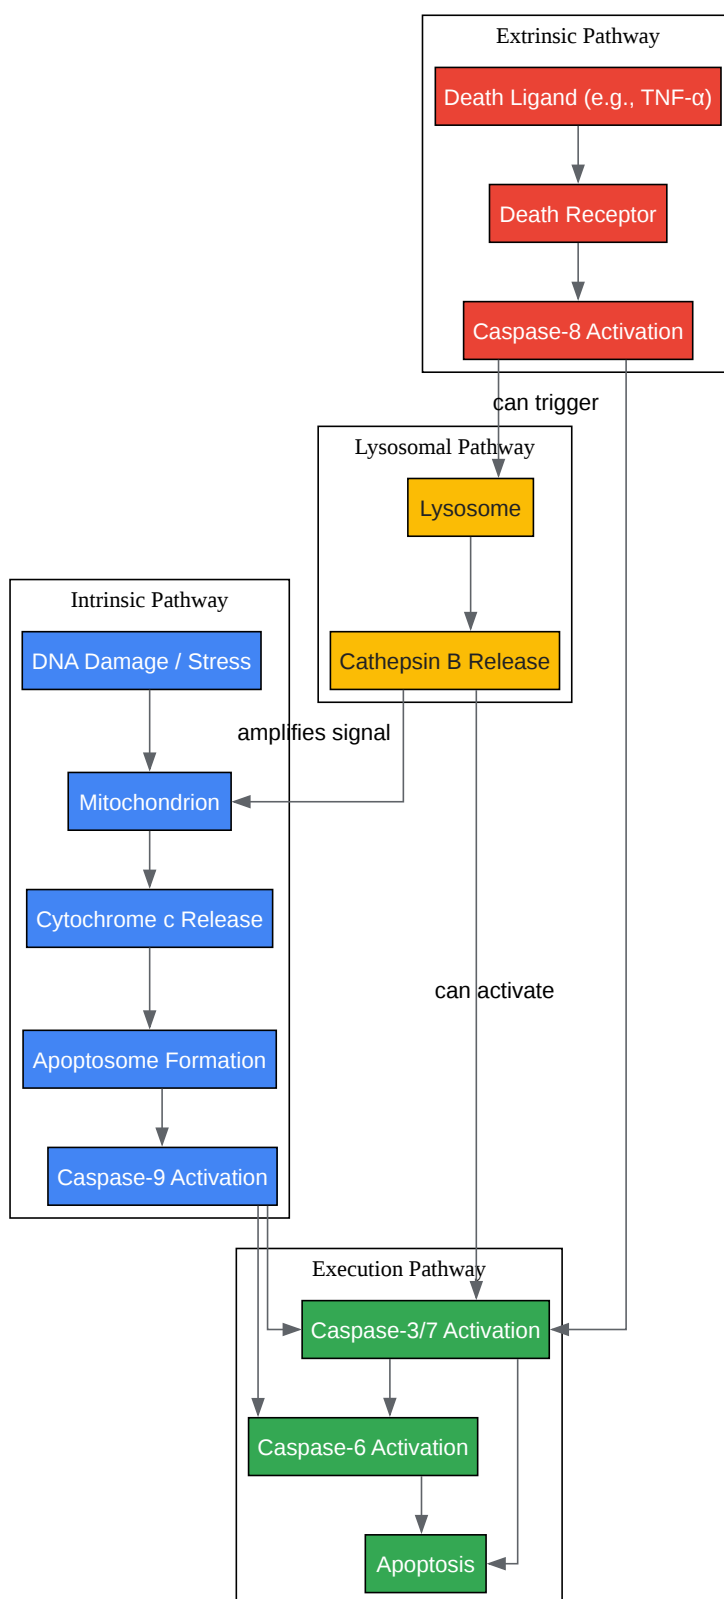 Extrinsic Pathway
Death Ligand (e.g., TNF-α)
Death Receptor
Caspase-8 Activation
can trigger
Lysosomal Pathway
Lysosome
Cathepsin B Release
amplifies signal
Intrinsic Pathway
DNA Damage / Stress
Mitochondrion
Cytochrome c Release
Apoptosome Formation
Caspase-9 Activation
can activate
Execution Pathway
Caspase-3/7 Activation
Caspase-6 Activation
Apoptosis